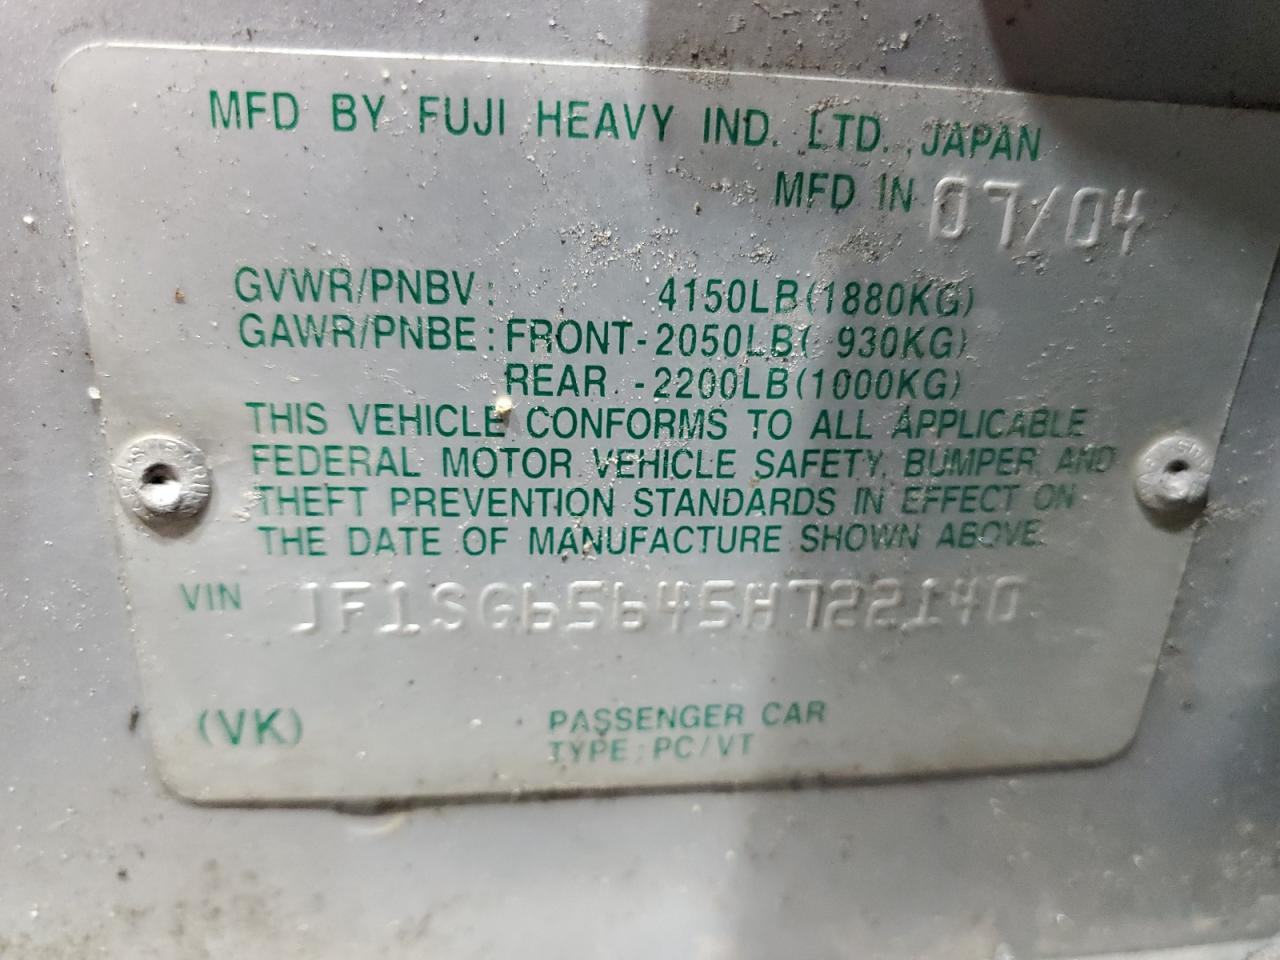 MFD BY FUJI HEAVY IND. LTD., JAPAN
MFD IN 07/04
GVWR/PNBV: 4150LB(1880KG)
GAWR/PNBE: FRONT-2050LB( 930KG)
REAR -2200LB(1000KG)
THIS VEHICLE CONFORMS TO ALL APPLICABLE
FEDERAL MOTOR VEHICLE SAFETY, BUMPER, AND
THEFT PREVENTION STANDARDS IN EFFECT ON
THE DATE OF MANUFACTURE SHOWN ABOVE.
VIN JF1SG65645H722140
(VK) PASSENGER CAR
TYPE: PC/VT